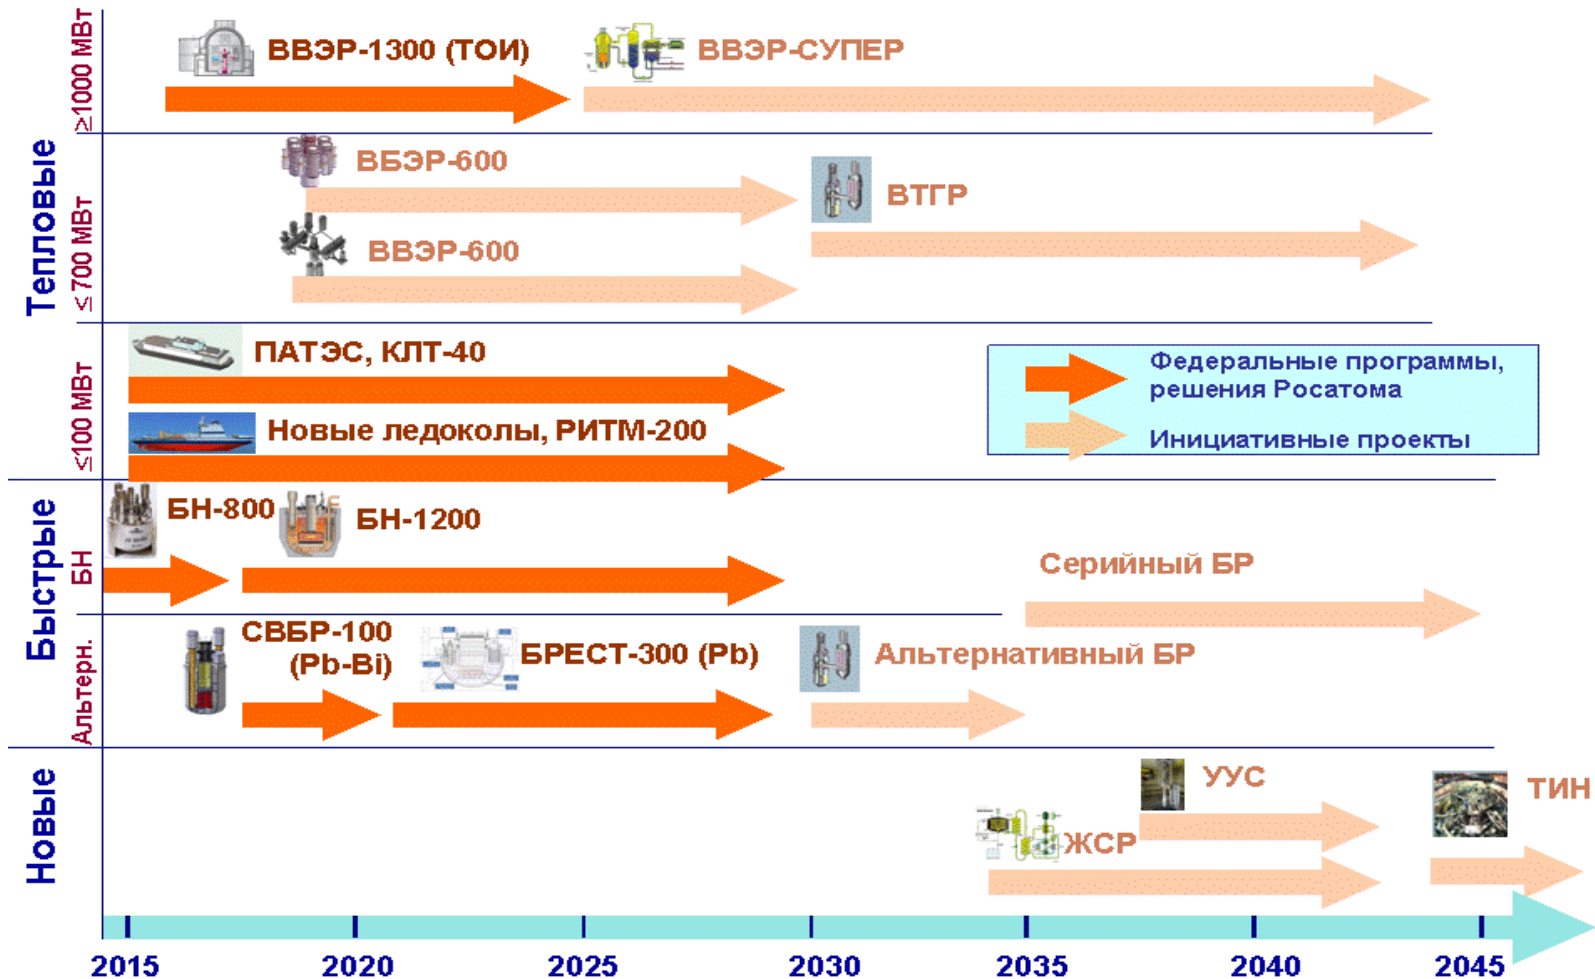 Тепловые
≥1000 МВт
ВВЭР-1300 (ТОИ)
ВВЭР-СУПЕР
≤700 МВт
ВБЭР-600
ВТГР
ВВЭР-600
≤100 МВт
ПАТЭС, КЛТ-40
Новые ледоколы, РИТМ-200
Федеральные программы,
решения Росатома
Инициативные проекты
Быстрые
БН
БН-800
БН-1200
Серийный БР
Альтерн.
СВБР-100
(Pb-Bi)
БРЕСТ-300 (Pb)
Альтернативный БР
Новые
УУС
ТИН
ЖСР
2015 2020 2025 2030 2035 2040 2045